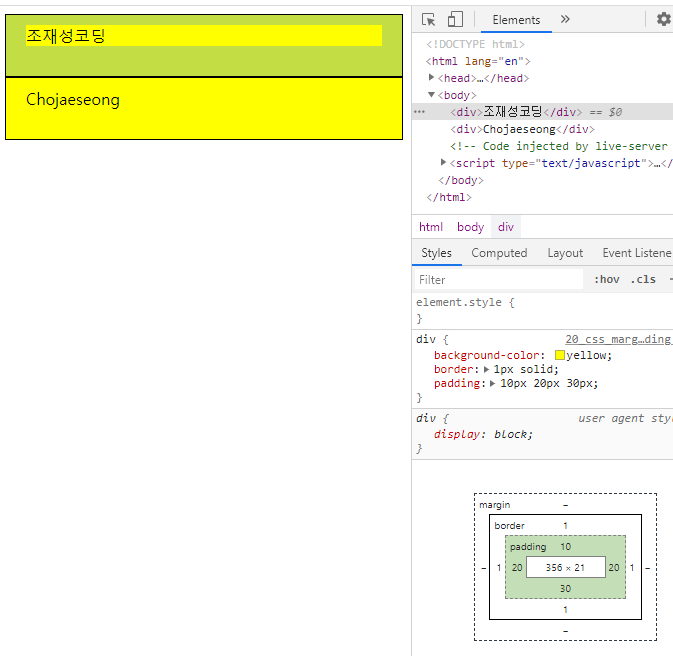 조재성코딩
Chojaeseong
Elements
<!DOCTYPE html>
<html lang="en">
<head>…</head>
<body>
<div>조재성코딩</div> == $0
<div>Chojaeseong</div>
<!-- Code injected by live-server
<script type="text/javascript">…</
</body>
</html>
html body div
Styles Computed Layout Event Listene
Filter :hov .cls
element.style {
}
div { 20_css_marg…ding
background-color: yellow;
border: 1px solid;
padding: 10px 20px 30px;
}
div { user agent sty
display: block;
}
margin –
border 1
padding 10
– 1 20 356 × 21 20 1 –
30
1
–